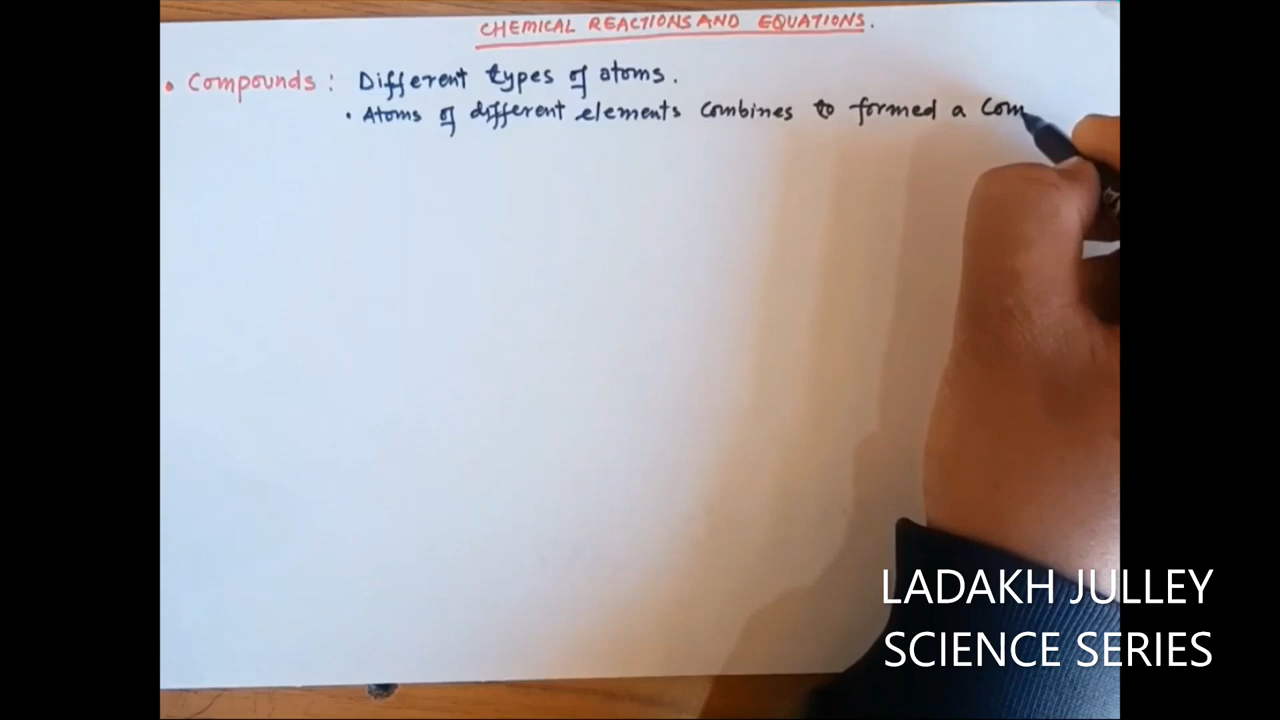 CHEMICAL REACTIONS AND EQUATIONS.
• Compounds : Different types of atoms.
• Atoms of different elements combines to formed a Com
LADAKH JULLEY
SCIENCE SERIES